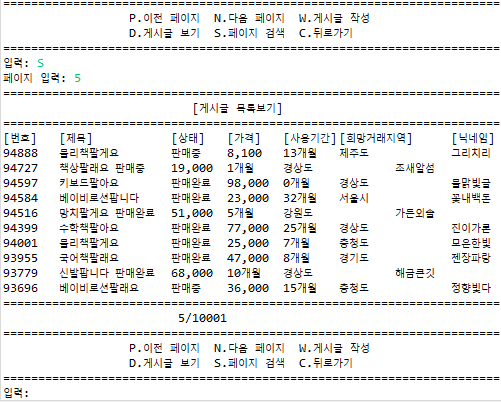 ================================================================
P.이전 페이지 N.다음 페이지 W.게시글 작성
D.게시글 보기 S.페이지 검색 C.뒤로가기
================================================================
입력: S
페이지 입력: 5
================================================================
[게시글 목록보기]
================================================================
[번호] [제목] [상태] [가격] [사용기간] [희망거래지역] [닉네임]
94888 물리책팔게요 판매중 8,100 13개월 제주도 그리치리
94727 책상팔래요 판매중 19,000 1개월 경상도 조새알섬
94597 키보드팔아요 판매완료 98,000 0개월 경상도 물맑빛글
94584 베이비로션팝니다 판매완료 23,000 32개월 서울시 꽃내백돈
94516 망치팔게요 판매완료 51,000 5개월 강원도 가든외솔
94399 수학책팔아요 판매완료 77,000 25개월 경상도 진이가론
94001 물리책팔게요 판매완료 25,000 7개월 충청도 모은한빛
93955 국어책팔래요 판매완료 47,000 8개월 경기도 젠장파랑
93779 신발팝니다 판매완료 68,000 10개월 경상도 해금큰깃
93696 베이비로션팔래요 판매중 36,000 15개월 충청도 정향빛다
================================================================
5/10001
================================================================
P.이전 페이지 N.다음 페이지 W.게시글 작성
D.게시글 보기 S.페이지 검색 C.뒤로가기
================================================================
입력: